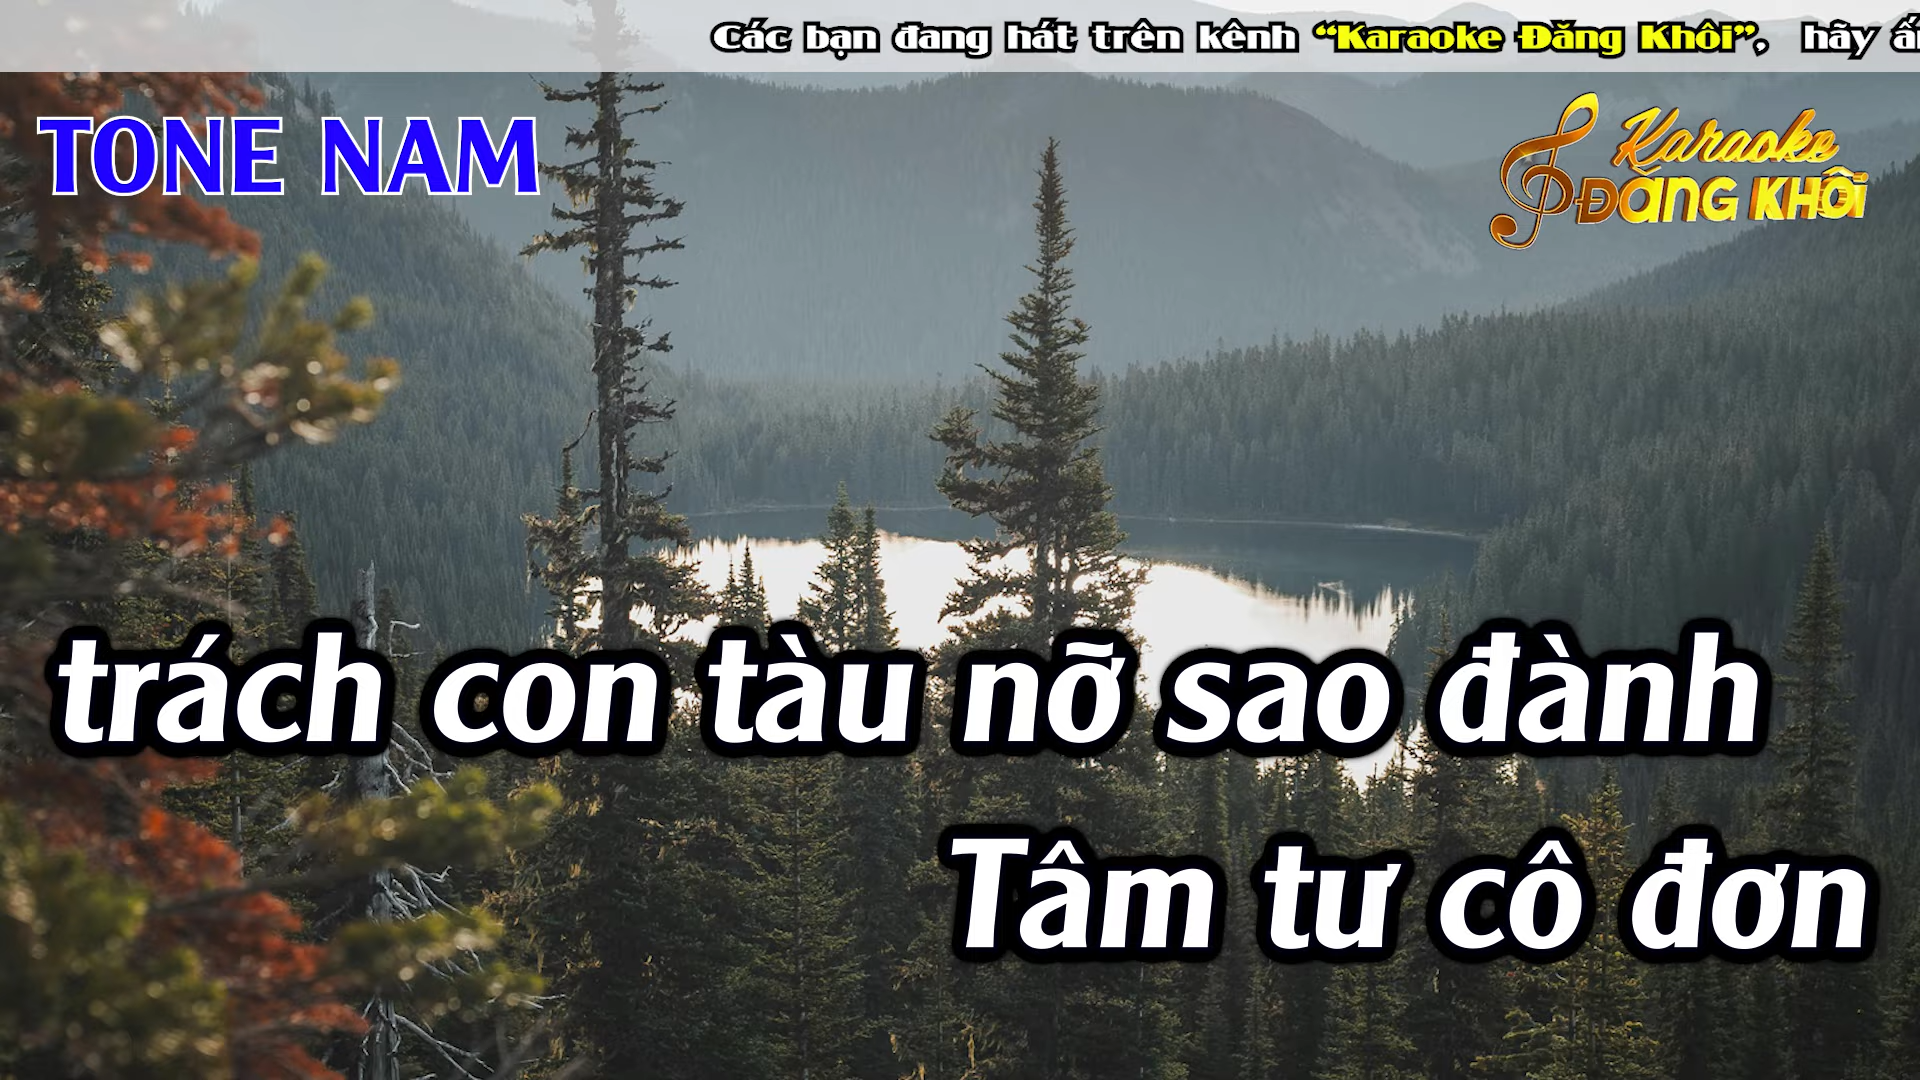 Các bạn đang hát trên kênh “Karaoke Đăng Khôi”, hãy ấn
TONE NAM
Karaoke
ĐĂNG KHÔI
trách con tàu nỡ sao đành
Tâm tư cô đơn